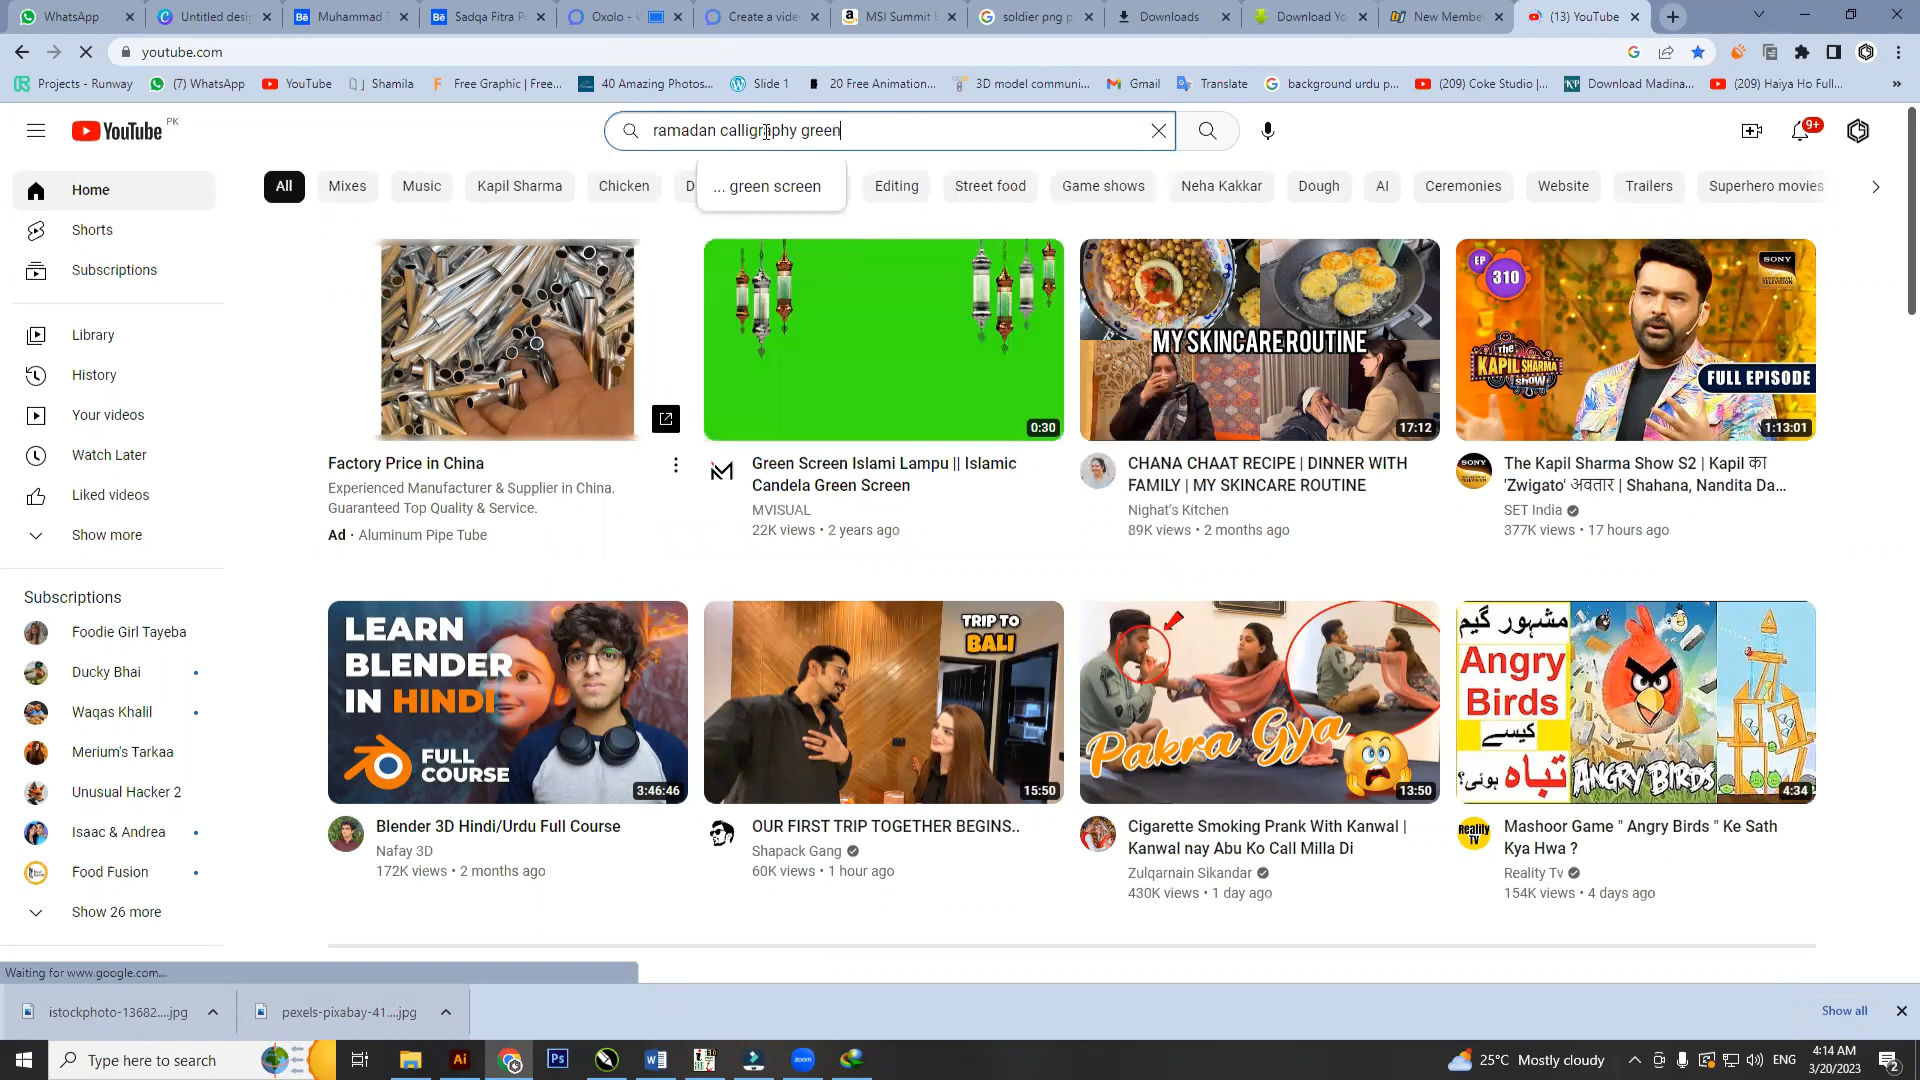 WhatsApp
Untitled desi
Muhammad T
Sadqa Fitra P
Oxolo - V
Create a vide
MSI Summit E
soldier png p
Downloads
Download Yo
New Membe
(13) YouTube
youtube.com
Projects - Runway
(7) WhatsApp
YouTube
Shamila
Free Graphic | Free...
40 Amazing Photos...
Slide 1
20 Free Animation...
3D model communi...
Gmail
Translate
background urdu p...
(209) Coke Studio |...
Download Madina...
(209) Haiya Ho Full...
YouTube PK
ramadan calligraphy green
9+
... green screen
All
Mixes
Music
Kapil Sharma
Chicken
D
Editing
Street food
Game shows
Neha Kakkar
Dough
AI
Ceremonies
Website
Trailers
Superhero movies
Home
Shorts
Subscriptions
Library
History
Your videos
Watch Later
Liked videos
Show more
Subscriptions
Foodie Girl Tayeba
Ducky Bhai
Waqas Khalil
Merium's Tarkaa
Unusual Hacker 2
Isaac & Andrea
Food Fusion
Show 26 more
Factory Price in China
Experienced Manufacturer & Supplier in China.
Guaranteed Top Quality & Service.
Ad · Aluminum Pipe Tube
0:30
Green Screen Islami Lampu || Islamic
Candela Green Screen
MVISUAL
22K views • 2 years ago
MY SKINCARE ROUTINE
17:12
CHANA CHAAT RECIPE | DINNER WITH
FAMILY | MY SKINCARE ROUTINE
Nighat's Kitchen
89K views • 2 months ago
EP
310
SONY
THE
KAPIL SHARMA
SHOW
FULL EPISODE
1:13:01
SONY
The Kapil Sharma Show S2 | Kapil का
'Zwigato' अवतार | Shahana, Nandita Da...
SET India
377K views • 17 hours ago
LEARN
BLENDER
IN HINDI
FULL
COURSE
3:46:46
Blender 3D Hindi/Urdu Full Course
Nafay 3D
172K views • 2 months ago
TRIP TO
BALI
15:50
OUR FIRST TRIP TOGETHER BEGINS..
Shapack Gang
60K views • 1 hour ago
Pakra Gya
13:50
Cigarette Smoking Prank With Kanwal |
Kanwal nay Abu Ko Call Milla Di
Zulqarnain Sikandar
430K views • 1 day ago
مشہور گیم
Angry
Birds
کیسے
تباہ ہوئی؟
ANGRY BIRDS
4:34
Reality
TV
Mashoor Game " Angry Birds " Ke Sath
Kya Hwa ?
Reality Tv
154K views • 4 days ago
Waiting for www.google.com...
istockphoto-13682....jpg
pexels-pixabay-41....jpg
Show all
Type here to search
Ai
Ps
zoom
25°C Mostly cloudy
ENG
4:14 AM
3/20/2023
2